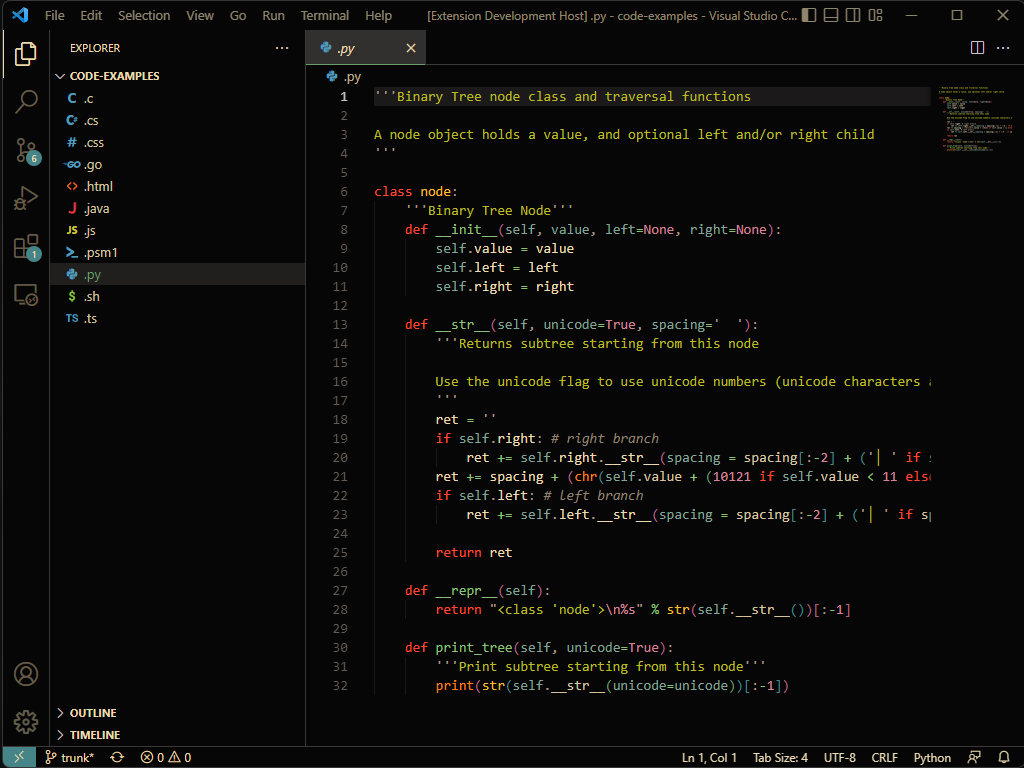 File Edit Selection View Go Run Terminal Help [Extension Development Host] .py - code-examples - Visual Studio C...
EXPLORER
CODE-EXAMPLES
C .c
C# .cs
# .css
GO .go
<> .html
J .java
JS .js
.psm1
.py
$ .sh
TS .ts
OUTLINE
TIMELINE
6
1
.py
.py
1 '''Binary Tree node class and traversal functions
2
3 A node object holds a value, and optional left and/or right child
4 '''
5
6 class node:
7 '''Binary Tree Node'''
8 def __init__(self, value, left=None, right=None):
9 self.value = value
10 self.left = left
11 self.right = right
12
13 def __str__(self, unicode=True, spacing='  '):
14 '''Returns subtree starting from this node
15
16 Use the unicode flag to use unicode numbers (unicode characters
17 '''
18 ret = ''
19 if self.right: # right branch
20 ret += self.right.__str__(spacing = spacing[:-2] + ('│ ' if
21 ret += spacing + (chr(self.value + (10121 if self.value < 11 els
22 if self.left: # left branch
23 ret += self.left.__str__(spacing = spacing[:-2] + ('│ ' if sp
24
25 return ret
26
27 def __repr__(self):
28 return "<class 'node'>\n%s" % str(self.__str__())[:-1]
29
30 def print_tree(self, unicode=True):
31 '''Print subtree starting from this node'''
32 print(str(self.__str__(unicode=unicode))[:-1])
trunk* 0 0 Ln 1, Col 1 Tab Size: 4 UTF-8 CRLF Python